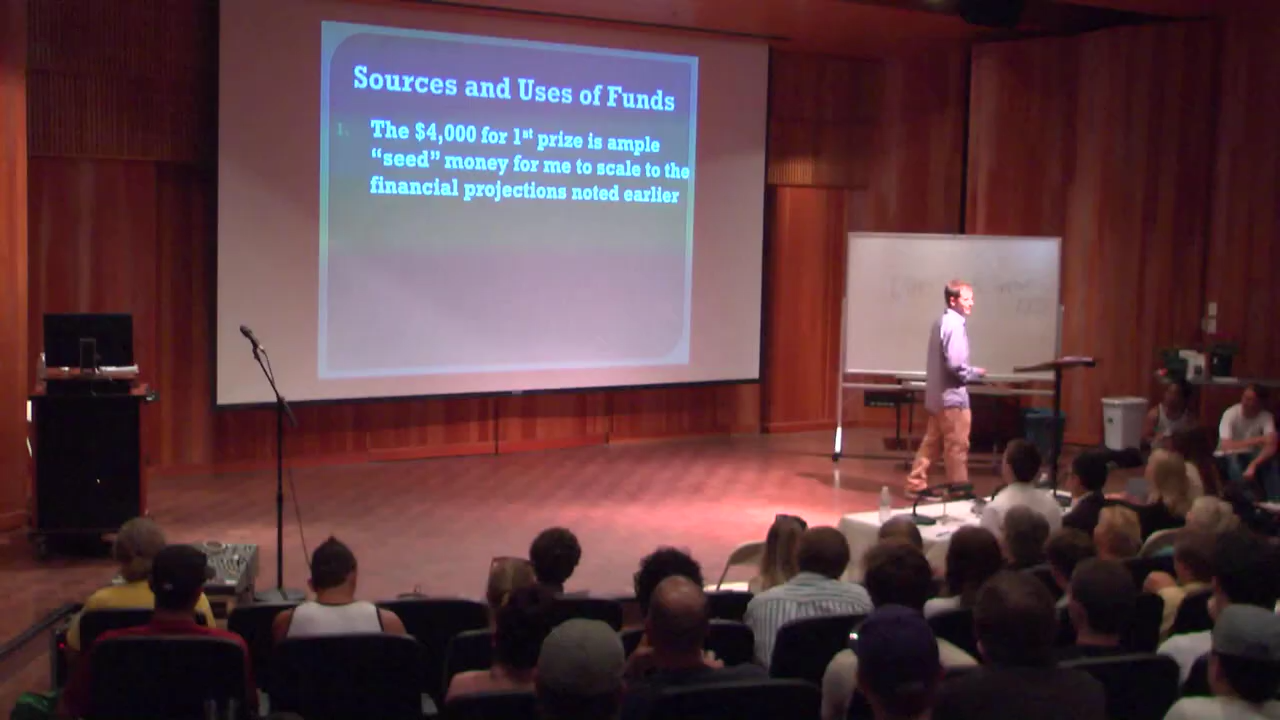 Sources and Uses of Funds
1. The $4,000 for 1st prize is ample
“seed” money for me to scale to the
financial projections noted earlier